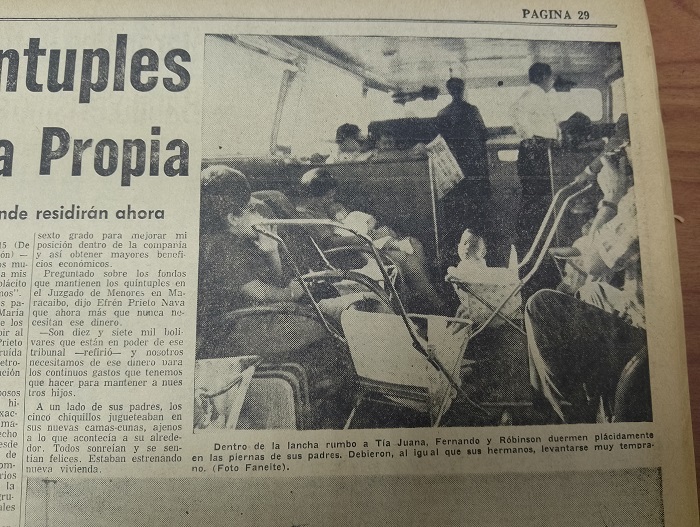 PAGINA 29
ntuples
a Propia
nde residirán ahora
sexto grado para mejorar mi
posición dentro de la compañía
y así obtener mayores benefi-
cios económicos.
Preguntado sobre los fondos
que mantienen los quíntuples en
el Juzgado de Menores en Ma-
racaibo, dijo Efrén Prieto Nava
que ahora más que nunca ne-
cesitan ese dinero.
—Son diez y siete mil bolí-
vares que están en poder de ese
tribunal —refirió— y nosotros
necesitamos de ese dinero para
los contínuos gastos que tenemos
que hacer para mantener a nues
tros hijos.
A un lado de sus padres, los
cinco chiquillos jugueteaban en
sus nuevas camas-cunas, ajenos
a lo que acontecía a su alrede-
dor. Todos sonreían y se sen-
tían felices. Estaban estrenando
nueva vivienda.
Dentro de la lancha rumbo a Tía Juana, Fernando y Róbinson duermen plácidamente
en las piernas de sus padres. Debieron, al igual que sus hermanos, levantarse muy tempra-
no. (Foto Faneite).